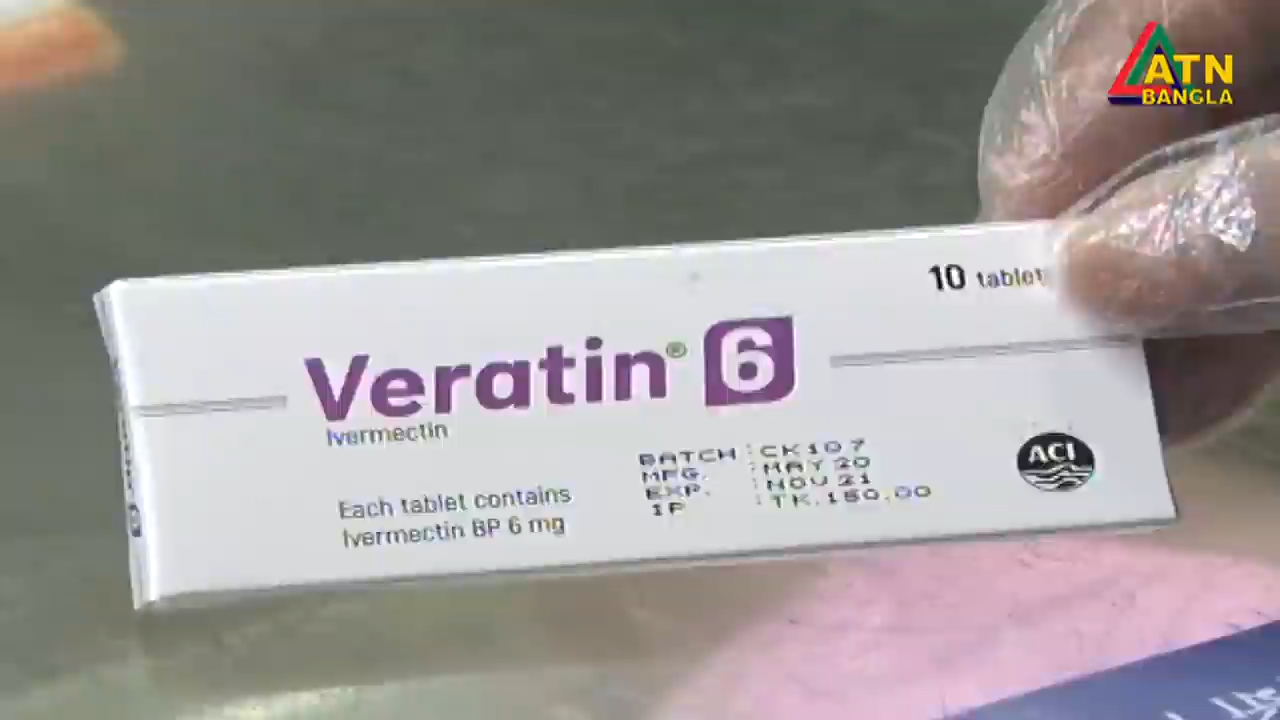 ATN
BANGLA
10 tablet
Veratin® 6
Ivermectin
Each tablet contains
Ivermectin BP 6 mg
BATCH : CK107
MFG. : MAY 20
EXP. : NOV 21
IP : TK.150.00
ACI